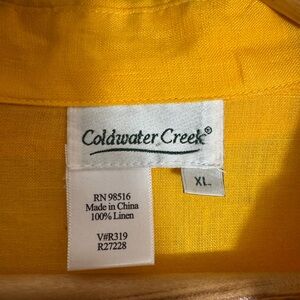 Coldwater Creek®
XL
RN 98516
Made in China
100% Linen
V#R319
R27228